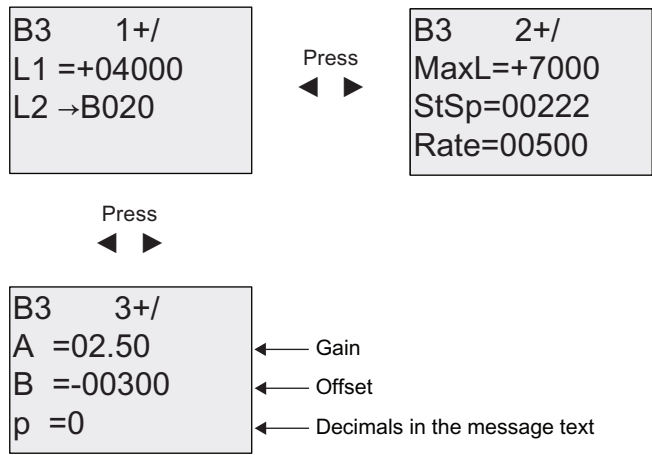 B3 1+/
L1 =+04000
L2 →B020
Press
B3 2+/
MaxL=+7000
StSp=00222
Rate=00500
Press
B3 3+/
A =02.50
Gain
B =-00300
Offset
p =0
Decimals in the message text